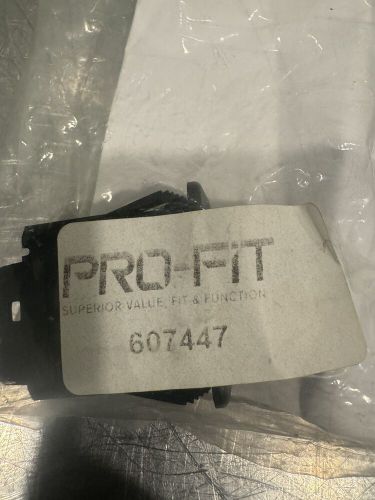 PRO-FIT
SUPERIOR VALUE, FIT & FUNCTION
607447